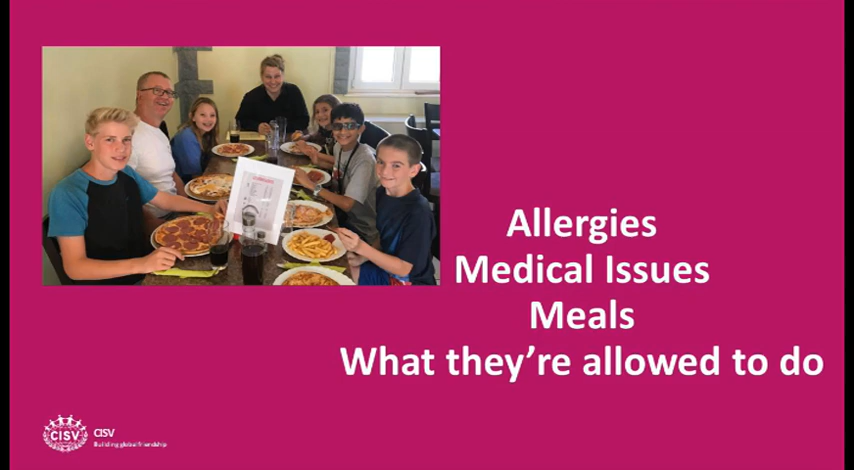 Allergies
Medical Issues
Meals
What they're allowed to do
CISV
CISV
Building global friendship